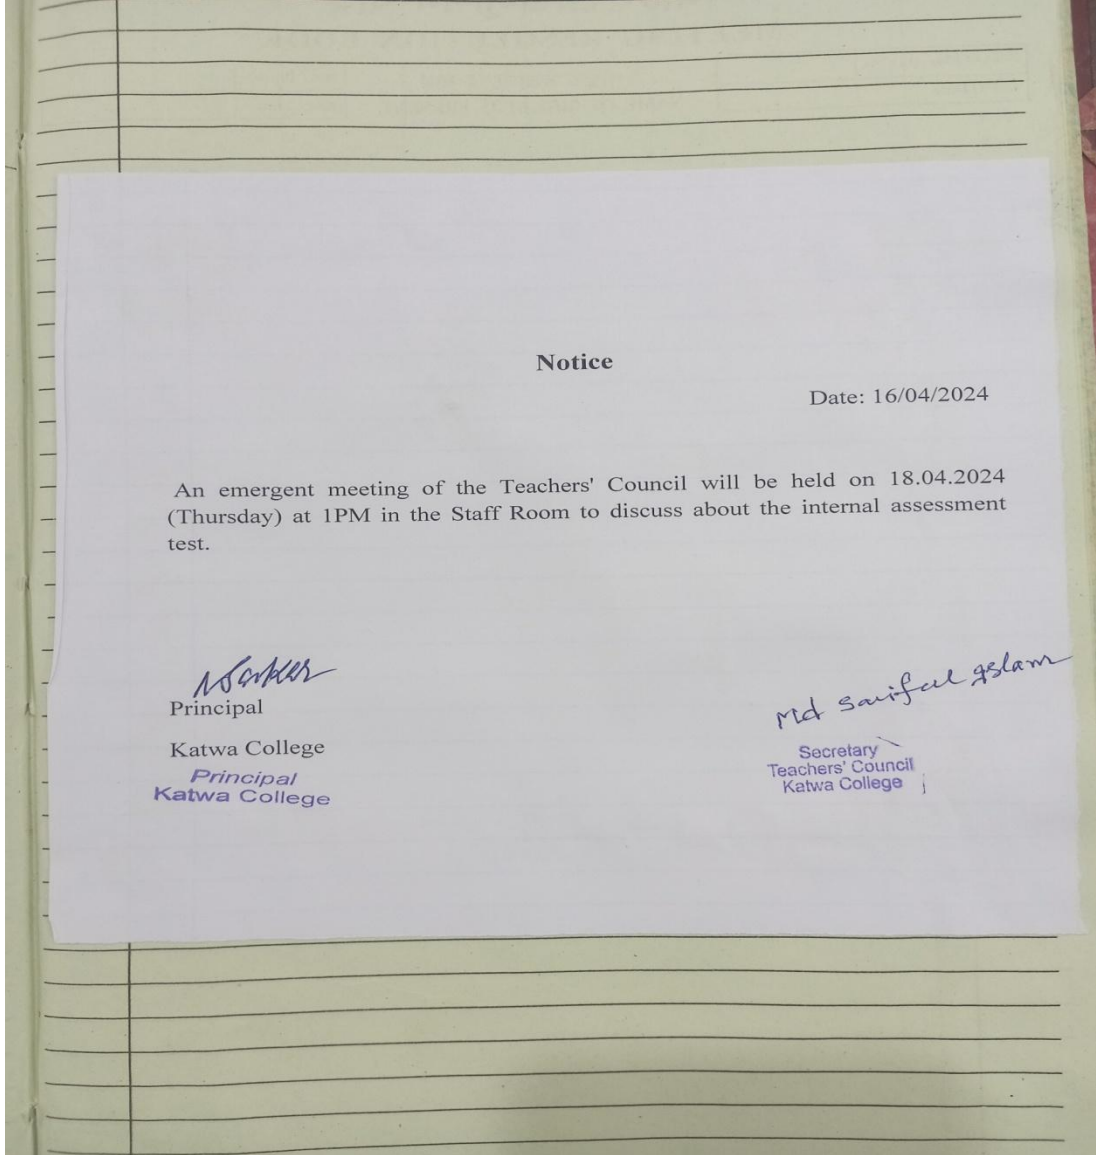 Notice
Date: 16/04/2024
An emergent meeting of the Teachers' Council will be held on 18.04.2024
(Thursday) at 1PM in the Staff Room to discuss about the internal assessment
test.
NSarker
Principal
Katwa College
Principal
Katwa College
Md Sariful Islam
Secretary
Teachers' Council
Katwa College